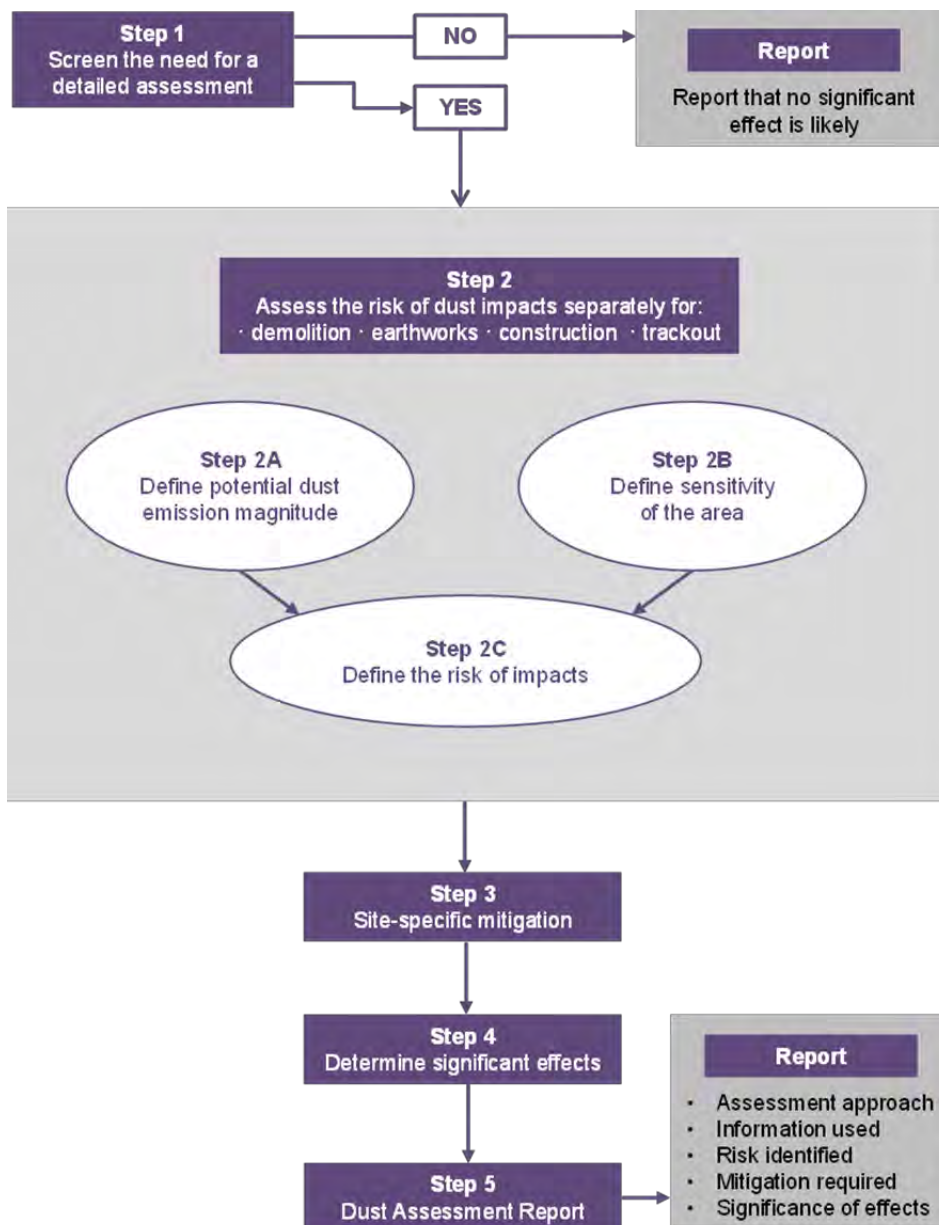 Step 1
Screen the need for a
detailed assessment
NO
YES
Report
Report that no significant
effect is likely
Step 2
Assess the risk of dust impacts separately for:
· demolition · earthworks · construction · trackout
Step 2A
Define potential dust
emission magnitude
Step 2B
Define sensitivity
of the area
Step 2C
Define the risk of impacts
Step 3
Site-specific mitigation
Step 4
Determine significant effects
Step 5
Dust Assessment Report
Report
· Assessment approach
· Information used
· Risk identified
· Mitigation required
· Significance of effects